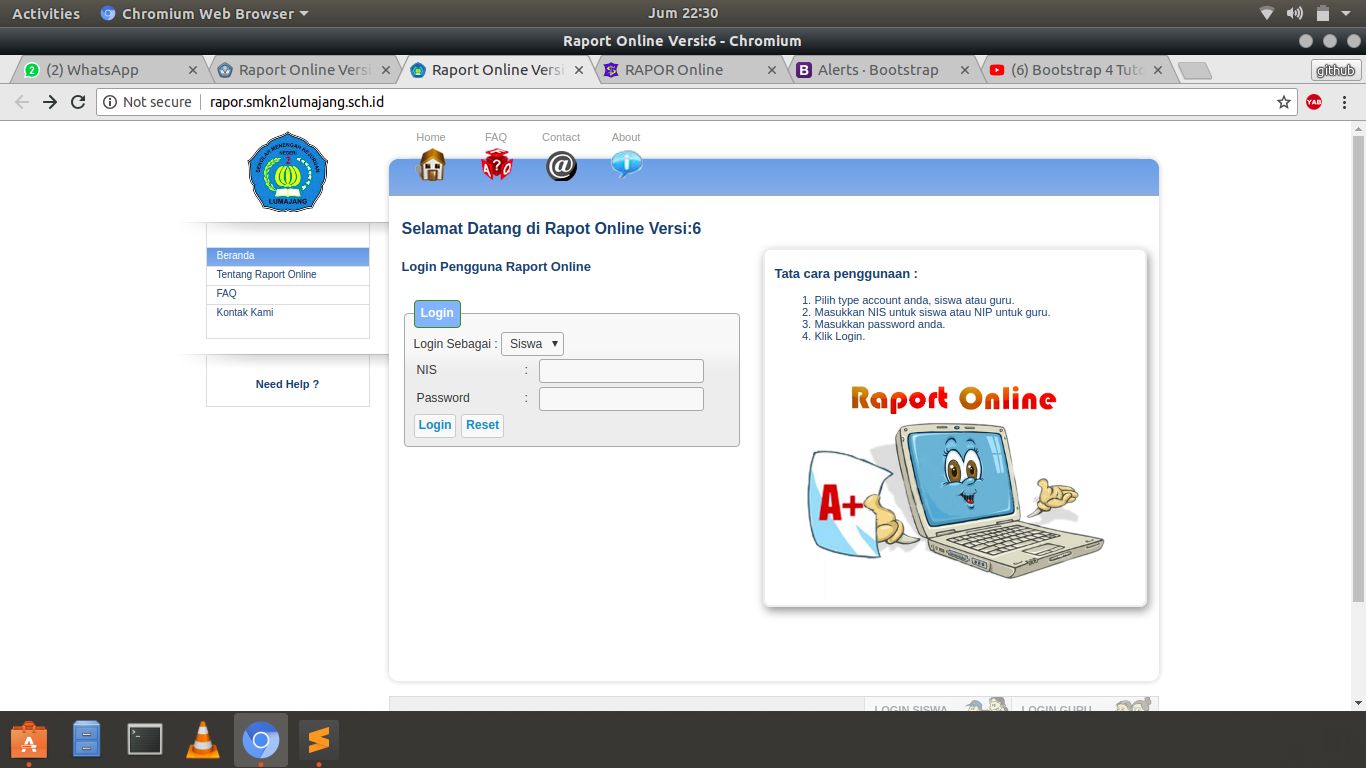 Activities
Chromium Web Browser
Jum 22:30
Raport Online Versi:6 - Chromium
(2) WhatsApp
Raport Online Versi
Raport Online Versi
RAPOR Online
Alerts · Bootstrap
(6) Bootstrap 4 Tuto
github
Not secure
rapor.smkn2lumajang.sch.id
YAB
SEKOLAH MENENGAH KEJURUAN
NEGERI
2
LUMAJANG
Home
FAQ
Contact
About
Beranda
Tentang Raport Online
FAQ
Kontak Kami
Need Help ?
Selamat Datang di Rapot Online Versi:6
Login Pengguna Raport Online
Login
Login Sebagai : Siswa
NIS :
Password :
Login Reset
Tata cara penggunaan :
1. Pilih type account anda, siswa atau guru.
2. Masukkan NIS untuk siswa atau NIP untuk guru.
3. Masukkan password anda.
4. Klik Login.
Raport Online
A+
LOGIN SISWA
LOGIN GURU